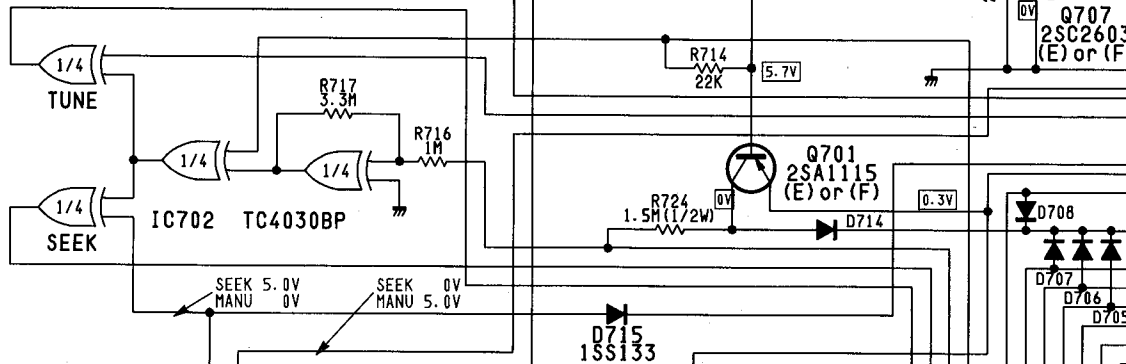 0V
Q707
2SC2603
(E) or (F
1/4
TUNE
R714
22K
5.7V
R717
3.3M
R716
1M
1/4
1/4
Q701
2SA1115
(E) or (F)
0V
0.3V
1/4
SEEK
IC702 TC4030BP
R724
1.5M(1/2W)
D714
D708
D707
D706
D705
SEEK 5.0V
MANU 0V
SEEK 0V
MANU 5.0V
D715
1SS133